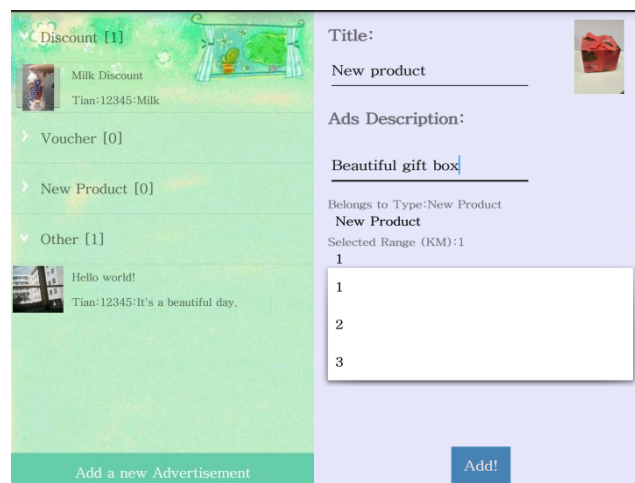 Discount [1]
Milk Discount
Tian:12345:Milk
Voucher [0]
New Product [0]
Other [1]
Hello world!
Tian:12345:It's a beautiful day.
Add a new Advertisement
Title:
New product
Ads Description:
Beautiful gift box
Belongs to Type:New Product
New Product
Selected Range (KM):1
1
1
2
3
Add!